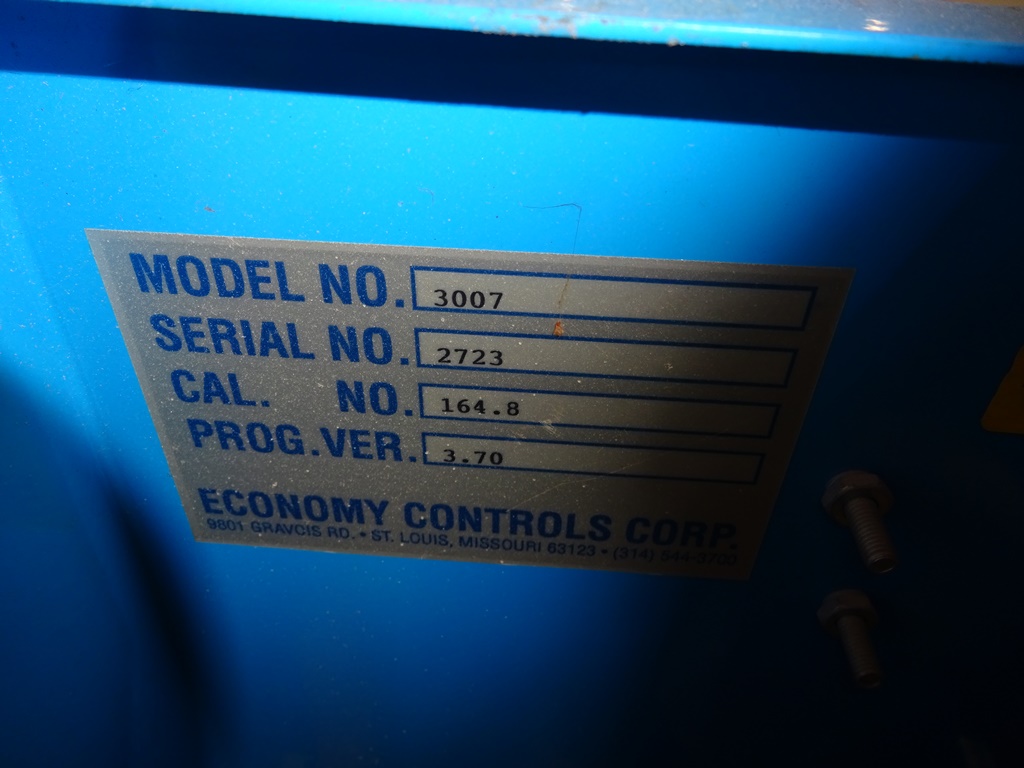 MODEL NO. 3007
SERIAL NO. 2723
CAL. NO. 164.8
PROG.VER. 3.70
ECONOMY CONTROLS CORP.
9801 GRAVCIS RD. • ST. LOUIS, MISSOURI 63123 • (314)